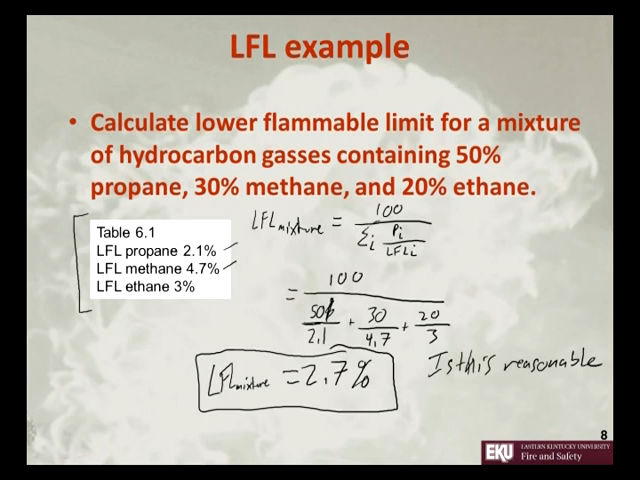 LFL example
• Calculate lower flammable limit for a mixture
of hydrocarbon gasses containing 50%
propane, 30% methane, and 20% ethane.
Table 6.1
LFL propane 2.1%
LFL methane 4.7%
LFL ethane 3%
LFL mixture = 100 / Σi Pi / LFLi
= 100 / 50/2.1 + 30/4.7 + 20/3
LFL mixture = 2.7%
Is this reasonable
8
EKU EASTERN KENTUCKY UNIVERSITY
Fire and Safety